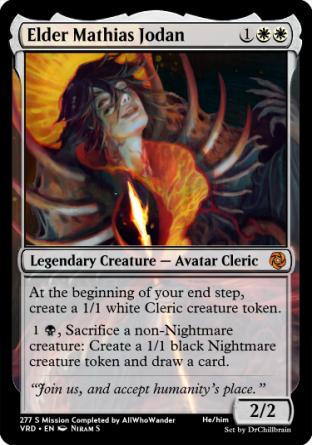 Elder Mathias Jodan 1
Legendary Creature — Avatar Cleric
At the beginning of your end step,
create a 1/1 white Cleric creature token.
1 , Sacrifice a non-Nightmare
creature: Create a 1/1 black Nightmare
creature token and draw a card.
“Join us, and accept humanity’s place.”
2/2
277 S Mission Completed by AllWhoWander He/him
VRD • EN Niram S Set by DrChillbrain